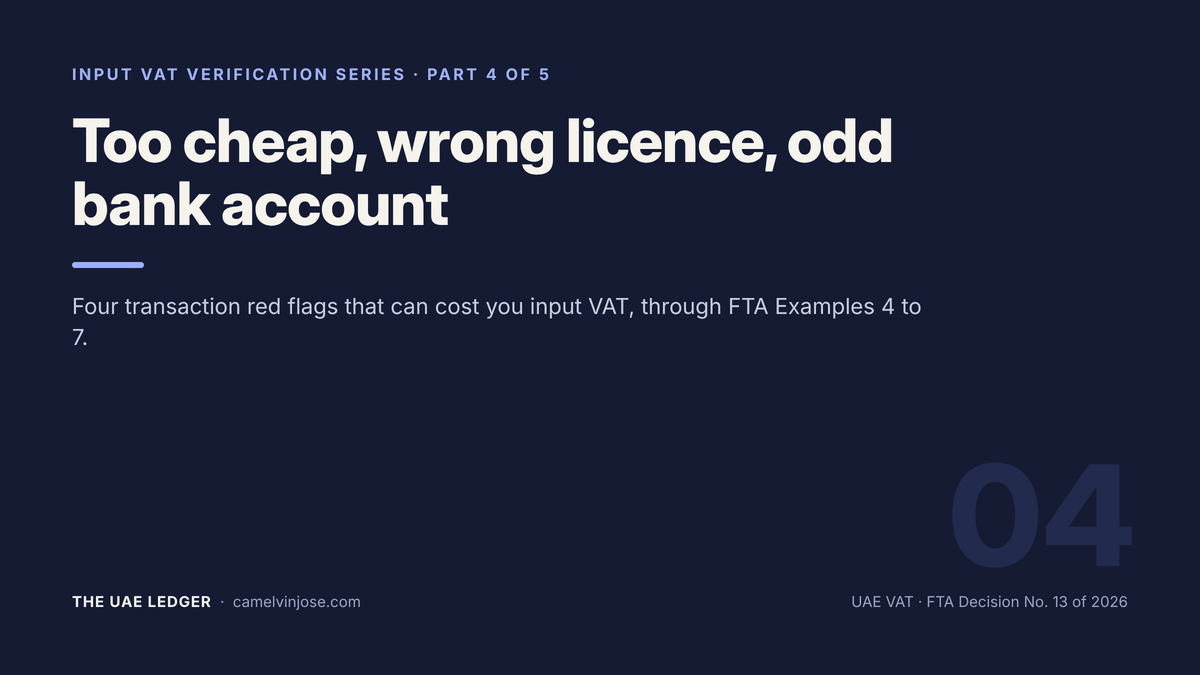 INPUT VAT VERIFICATION SERIES · PART 4 OF 5
Too cheap, wrong licence, odd
bank account
Four transaction red flags that can cost you input VAT, through FTA Examples 4 to
7.
04
THE UAE LEDGER · camelvinjose.com
UAE VAT · FTA Decision No. 13 of 2026